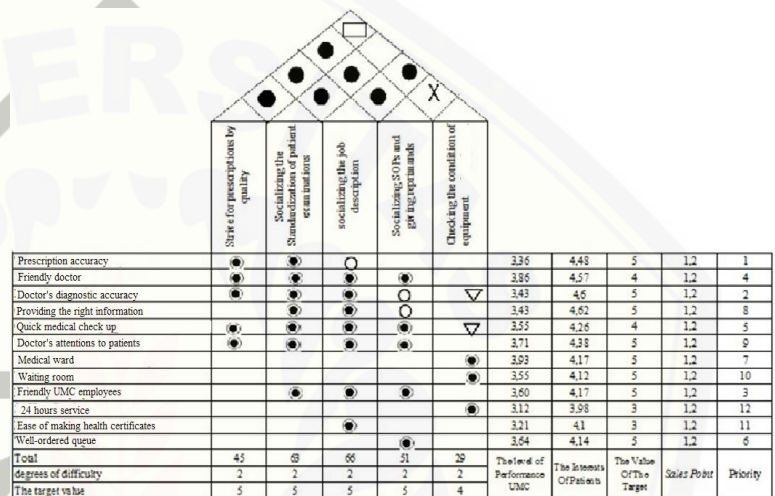 ERS
X
Strive for prescriptions by
quality
Socializing the
Standardization of patient
examinations
socializing the job
description
Socializing SOPs and
giving reprimands
Checking the condition of
equipment
Prescription accuracy 3,36 4,48 5 1,2 1
Friendly doctor 3,86 4,57 4 1,2 4
Doctor's diagnostic accuracy 3,43 4,6 5 1,2 2
Providing the right information 3,43 4,62 5 1,2 8
Quick medical check up 3,55 4,26 4 1,2 5
Doctor's attentions to patients 3,71 4,38 5 1,2 9
Medical ward 3,93 4,17 5 1,2 7
Waiting room 3,55 4,12 5 1,2 10
Friendly UMC employees 3,60 4,17 5 1,2 3
24 hours service 3,12 3,98 3 1,2 12
Ease of making health certificates 3,21 4,1 3 1,2 11
Well-ordered queue 3,64 4,14 5 1,2 6
Total 45 63 66 51 29
degrees of difficulty 2 2 2 2 2
The target value 5 5 5 5 4
The level of
Performance
UMC
The Interests
Of Patients
The Value
Of The
Target
Sales Point
Priority